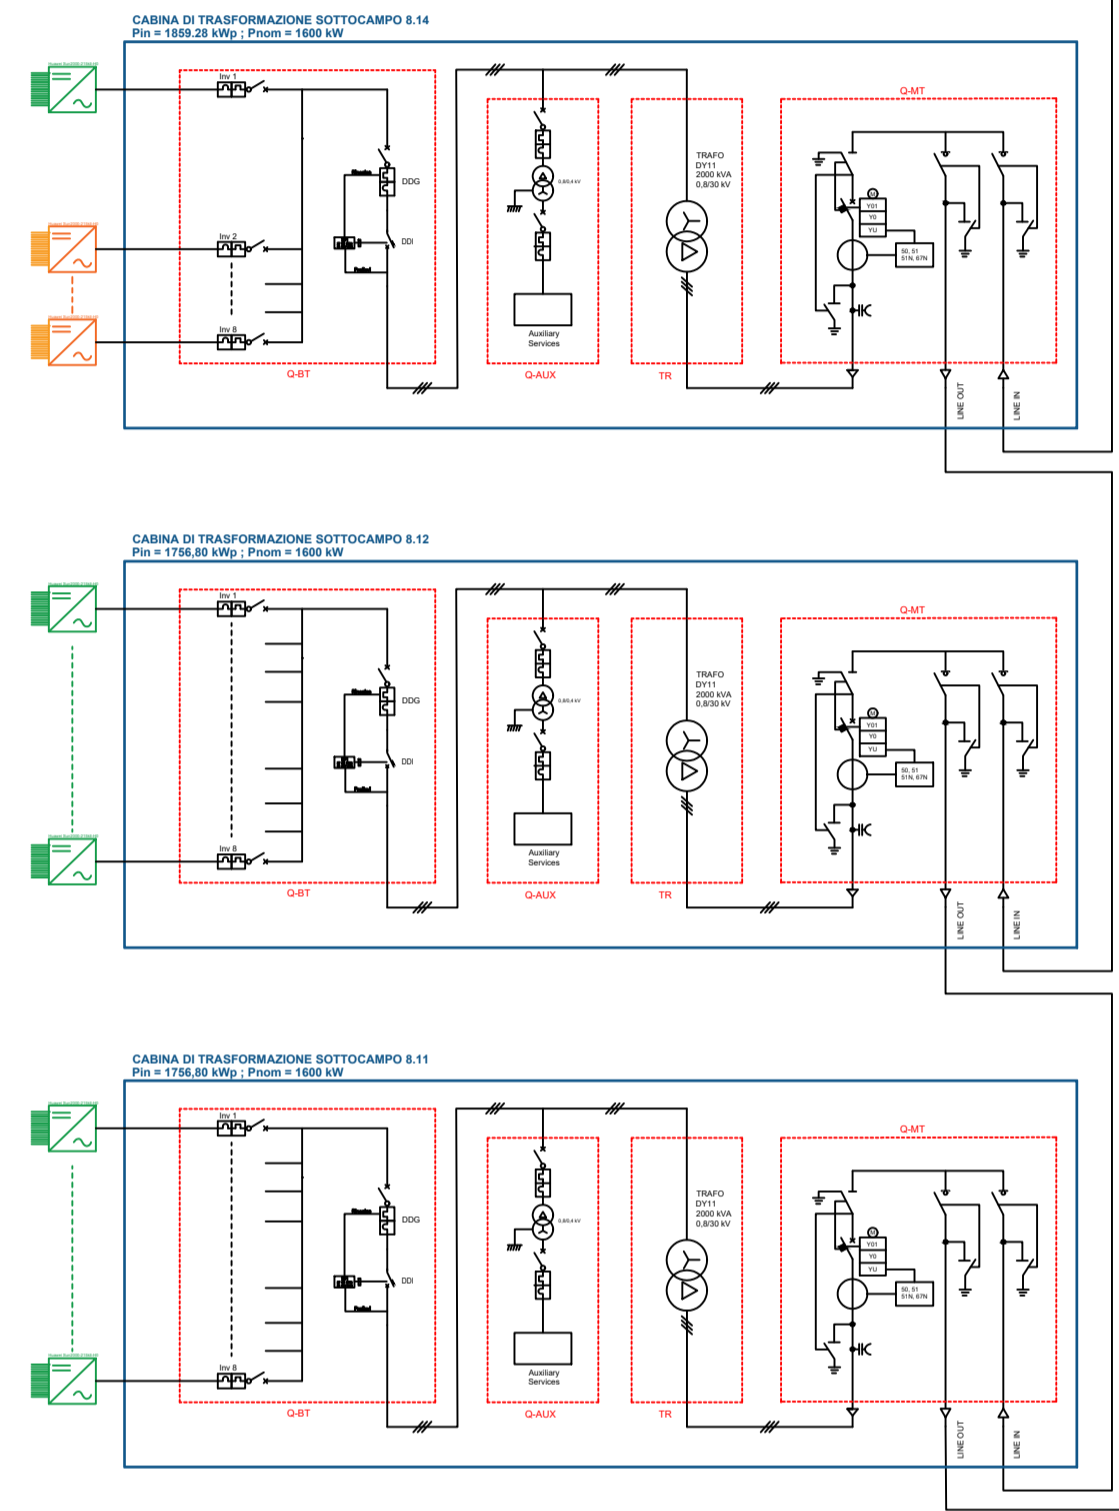 CABINA DI TRASFORMAZIONE SOTTOCAMPO 8.14
Pin = 1859.28 kWp ; Pnom = 1600 kW
Inv 1
Inv 2
Inv 8
DDG
DDI
Q-BT
0,8/0,4 kV
Auxiliary
Services
Q-AUX
TRAFO
DY11
2000 kVA
0,8/30 kV
TR
Q-MT
M
Y01
Y0
YU
50, 51
51N, 67N
LINE OUT
LINE IN
CABINA DI TRASFORMAZIONE SOTTOCAMPO 8.12
Pin = 1756,80 kWp ; Pnom = 1600 kW
Inv 1
Inv 8
DDG
DDI
Q-BT
0,8/0,4 kV
Auxiliary
Services
Q-AUX
TRAFO
DY11
2000 kVA
0,8/30 kV
TR
Q-MT
M
Y01
Y0
YU
50, 51
51N, 67N
LINE OUT
LINE IN
CABINA DI TRASFORMAZIONE SOTTOCAMPO 8.11
Pin = 1756,80 kWp ; Pnom = 1600 kW
Inv 1
Inv 8
DDG
DDI
Q-BT
0,8/0,4 kV
Auxiliary
Services
Q-AUX
TRAFO
DY11
2000 kVA
0,8/30 kV
TR
Q-MT
M
Y01
Y0
YU
50, 51
51N, 67N
LINE OUT
LINE IN